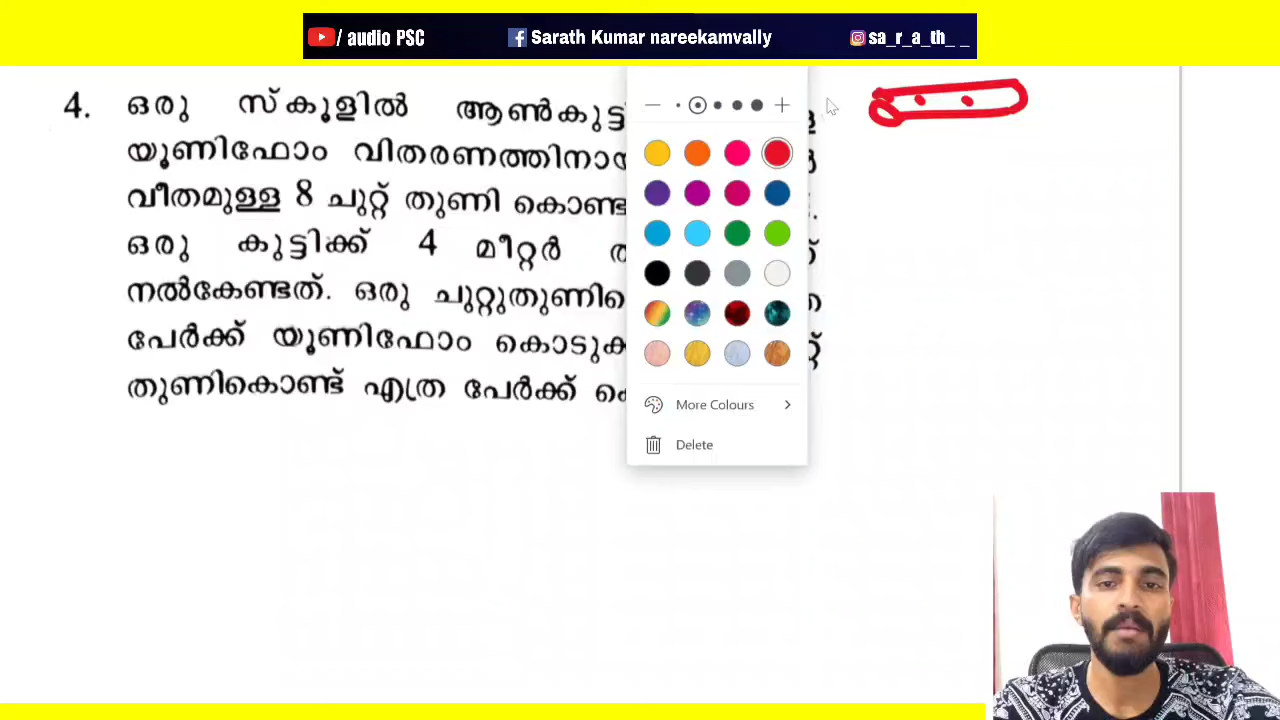 / audio PSC
Sarath Kumar nareekamvally
sa_r_a_th_ _
4. ഒരു സ്കൂളിൽ ആൺകുട്ടി
യൂണിഫോം വിതരണത്തിനായ
വീതമുള്ള 8 ചുറ്റ് തുണി കൊണ്ട
ഒരു കുട്ടിക്ക് 4 മീറ്റർ
നൽകേണ്ടത്. ഒരു ചുറ്റുതുണി
പേർക്ക് യൂണിഫോം കൊടുക
തുണികൊണ്ട് എത്ര പേർക്ക്
More Colours
Delete